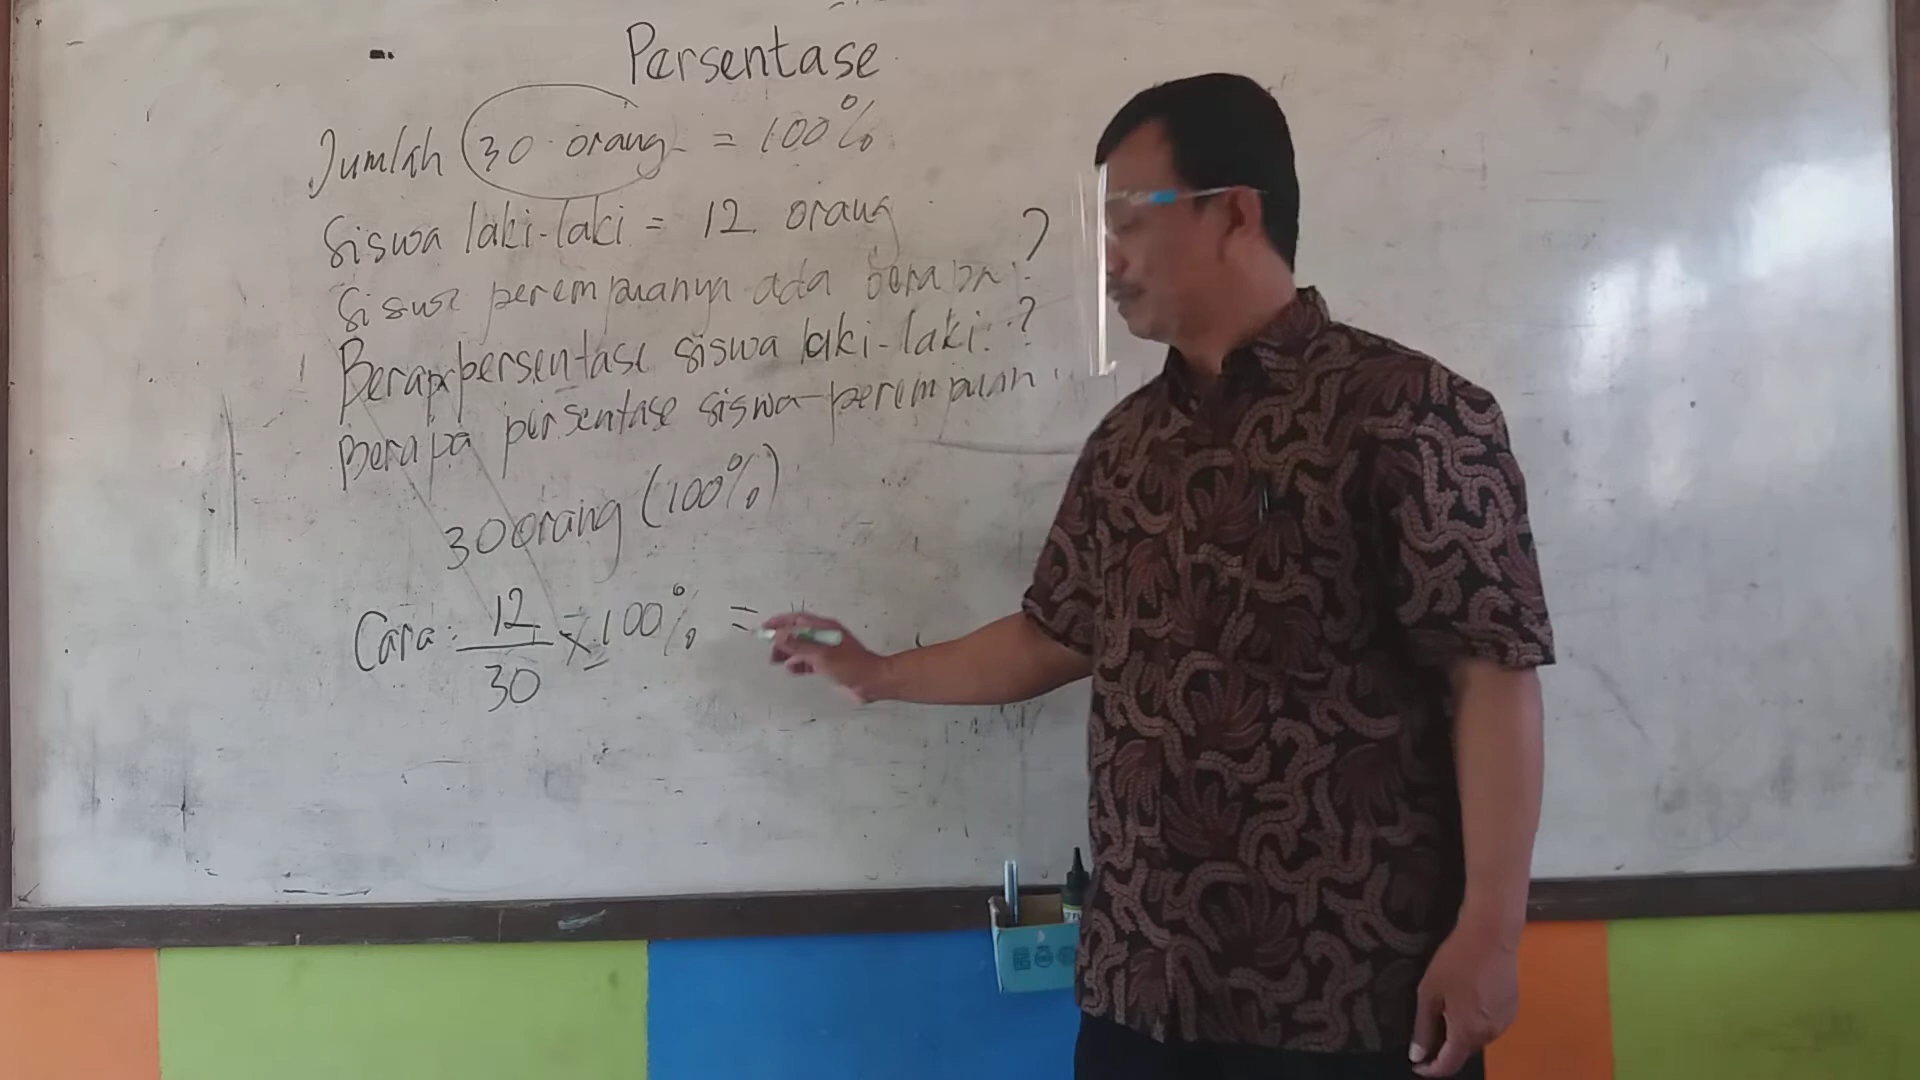 Persentase
Jumlah 30 orang = 100%
Siswa laki-laki = 12 orang
Siswa perempuanya ada berapa?
Berapa persentase siswa laki-laki?
Berapa persentase siswa perempuan
30 orang (100%)
Cara: 12/30 × 100% =